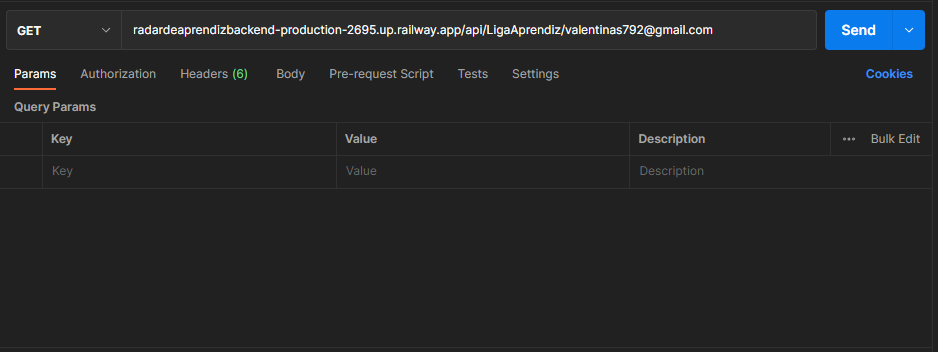 GET radardeaprendizbackend-production-2695.up.railway.app/api/LigaAprendiz/valentinas792@gmail.com Send
Params Authorization Headers (6) Body Pre-request Script Tests Settings Cookies
Query Params
Key Value Description ••• Bulk Edit
Key Value Description